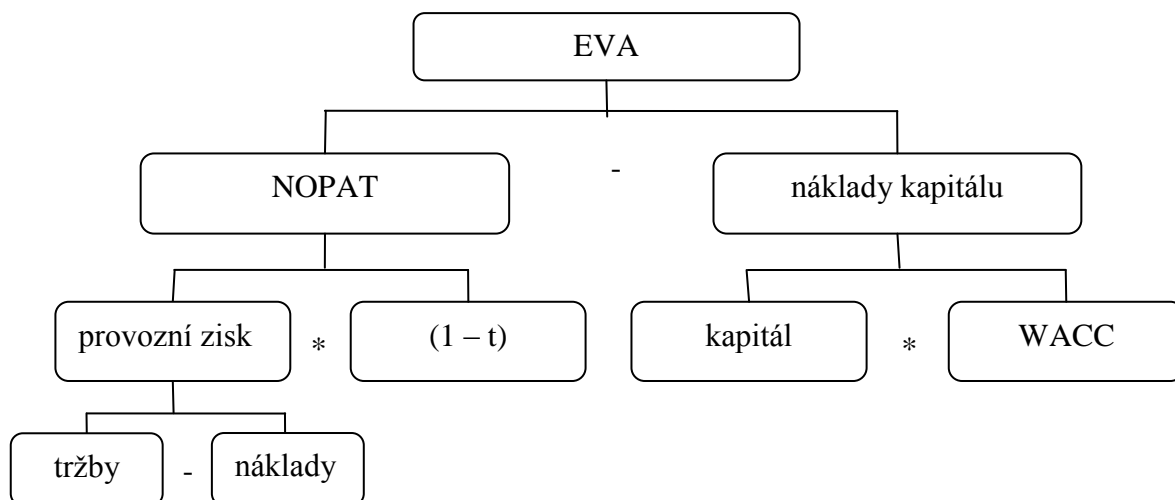 EVA
NOPAT
-
náklady kapitálu
provozní zisk
*
(1 – t)
kapitál
*
WACC
tržby
-
náklady